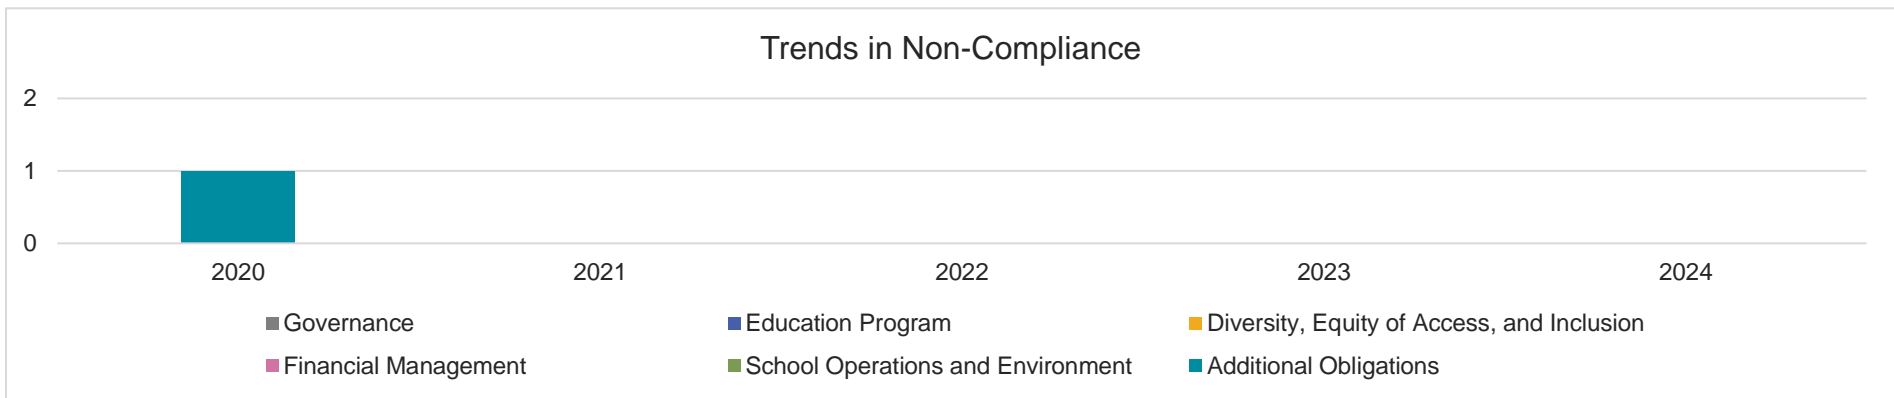 Trends in Non-Compliance
2
1
0
2020 2021 2022 2023 2024
Governance Education Program Diversity, Equity of Access, and Inclusion
Financial Management School Operations and Environment Additional Obligations